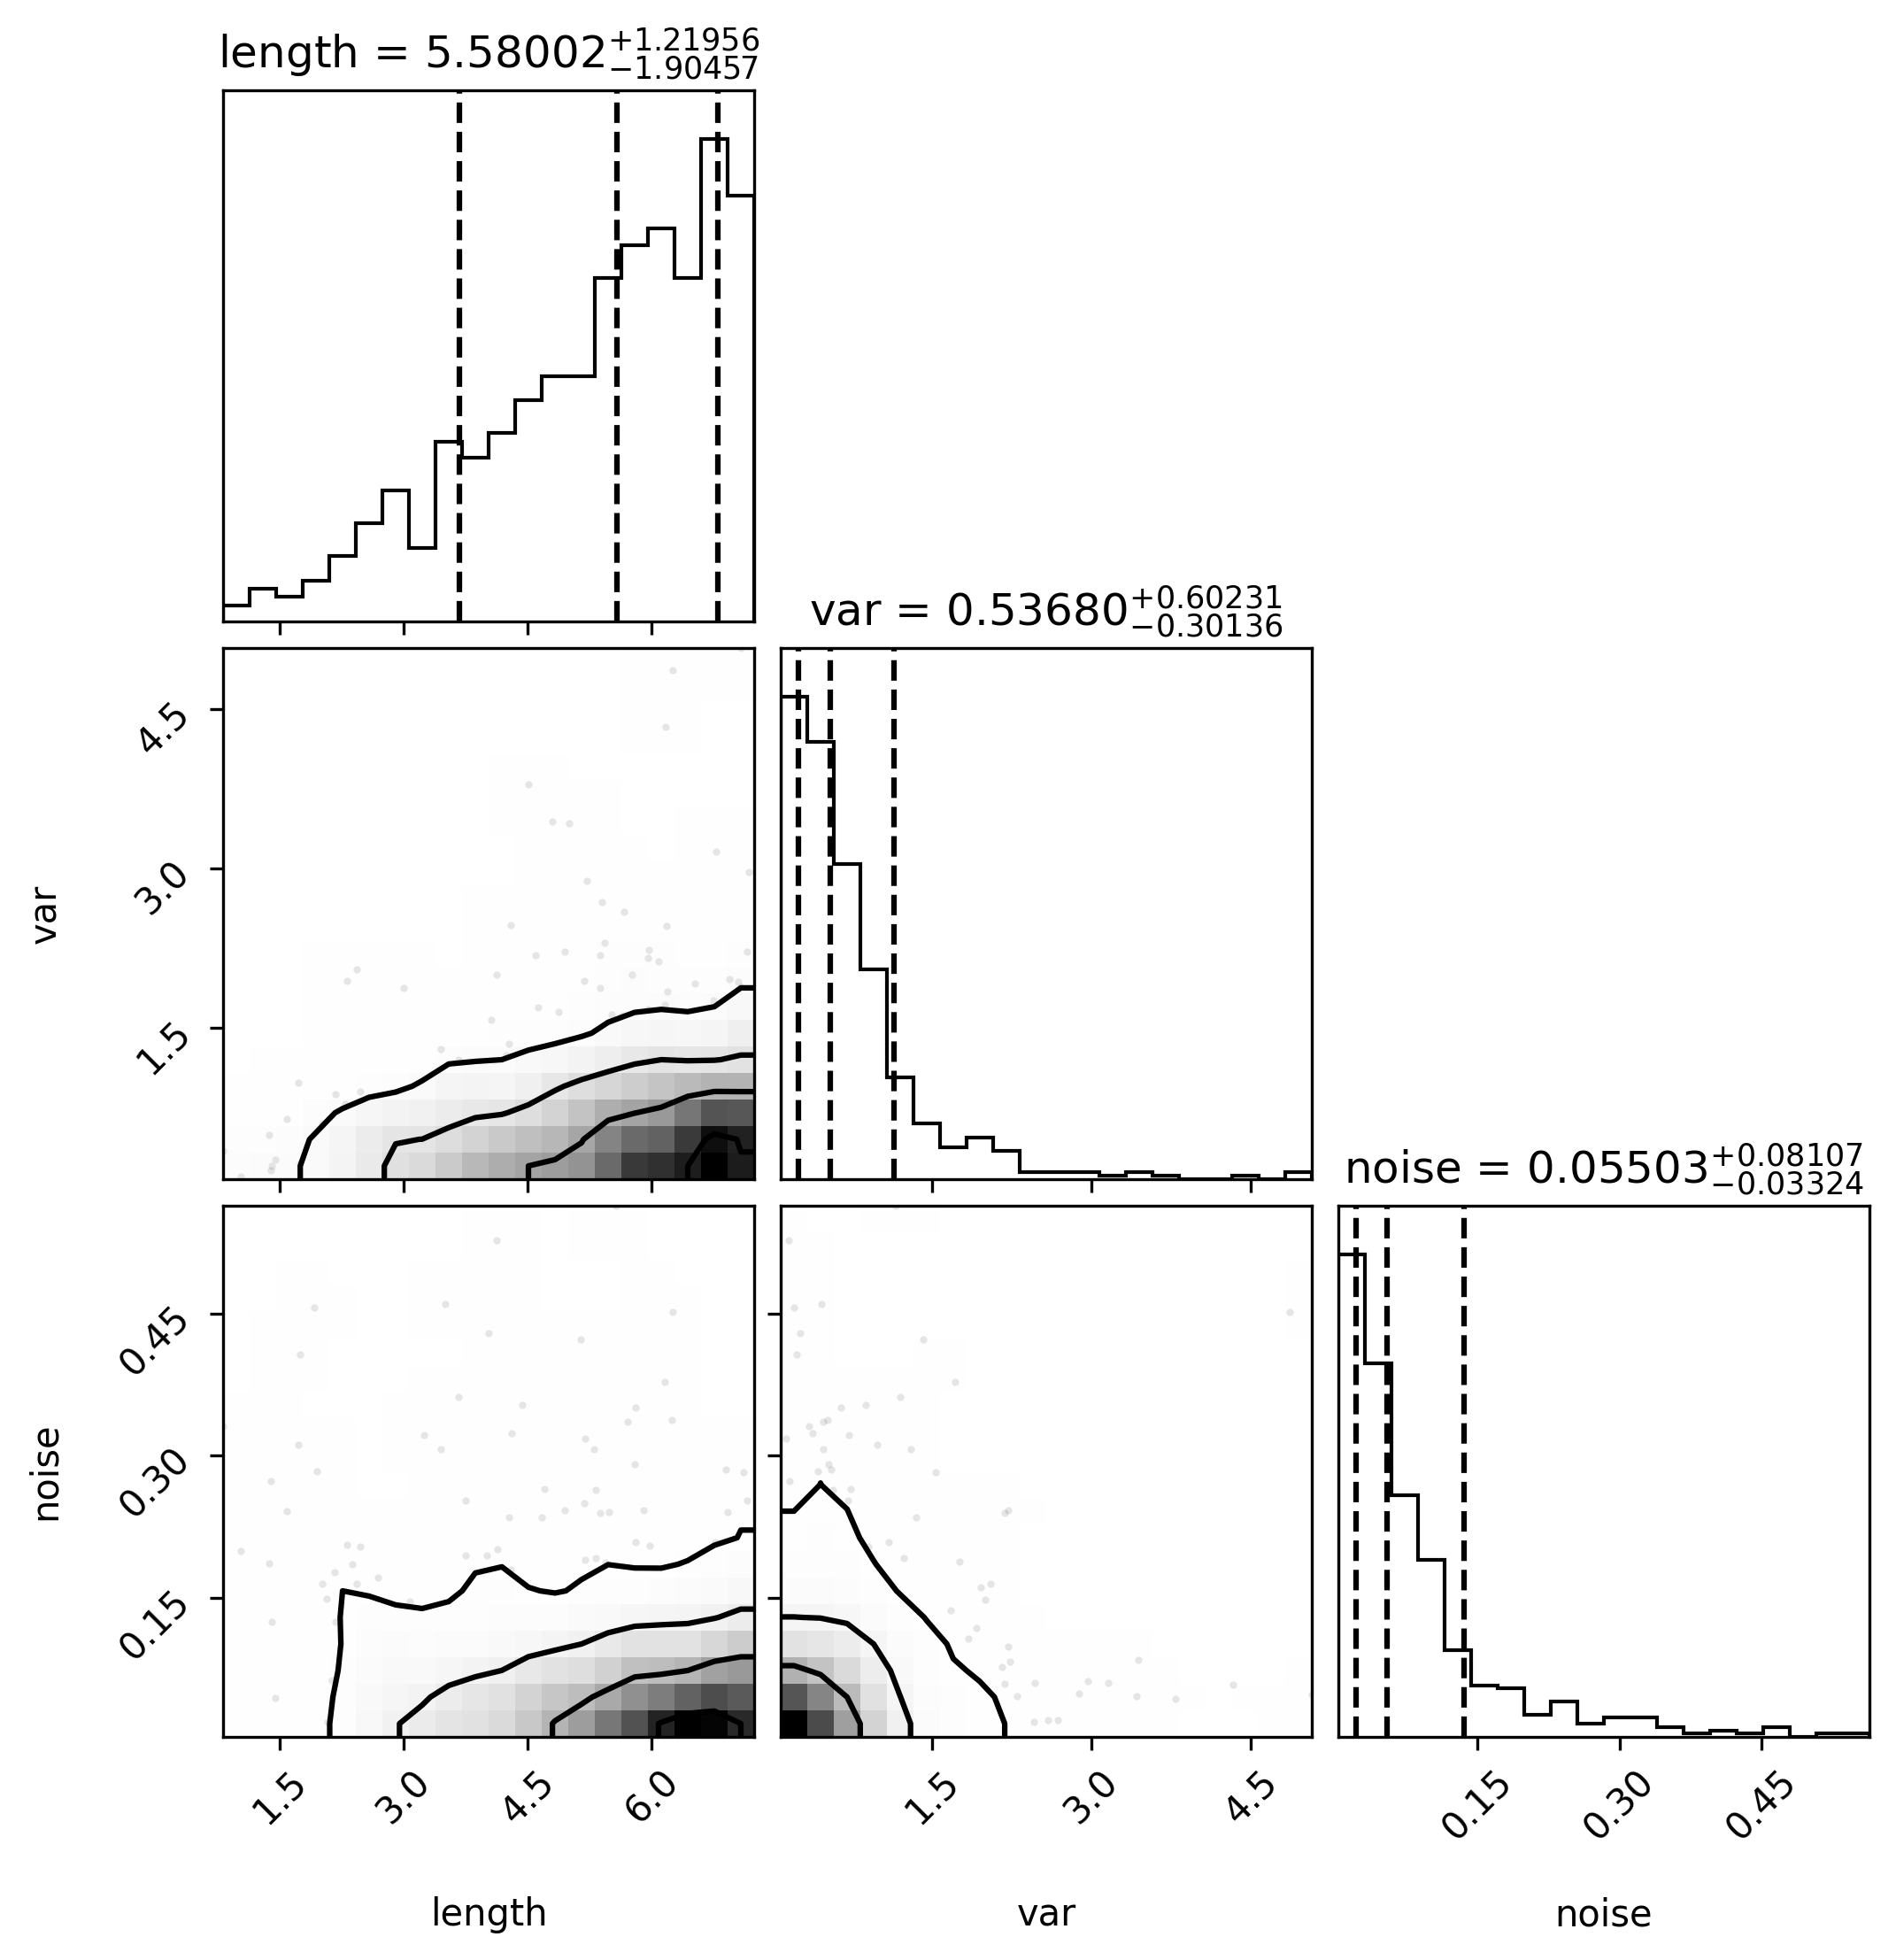 length = 5.58002 +1.21956 −1.90457
var = 0.53680 +0.60231 −0.30136
4.5
3.0
1.5
var
noise = 0.05503 +0.08107 −0.03324
0.45
0.30
0.15
noise
1.5 3.0 4.5 6.0 1.5 3.0 4.5 0.15 0.30 0.45
length var noise